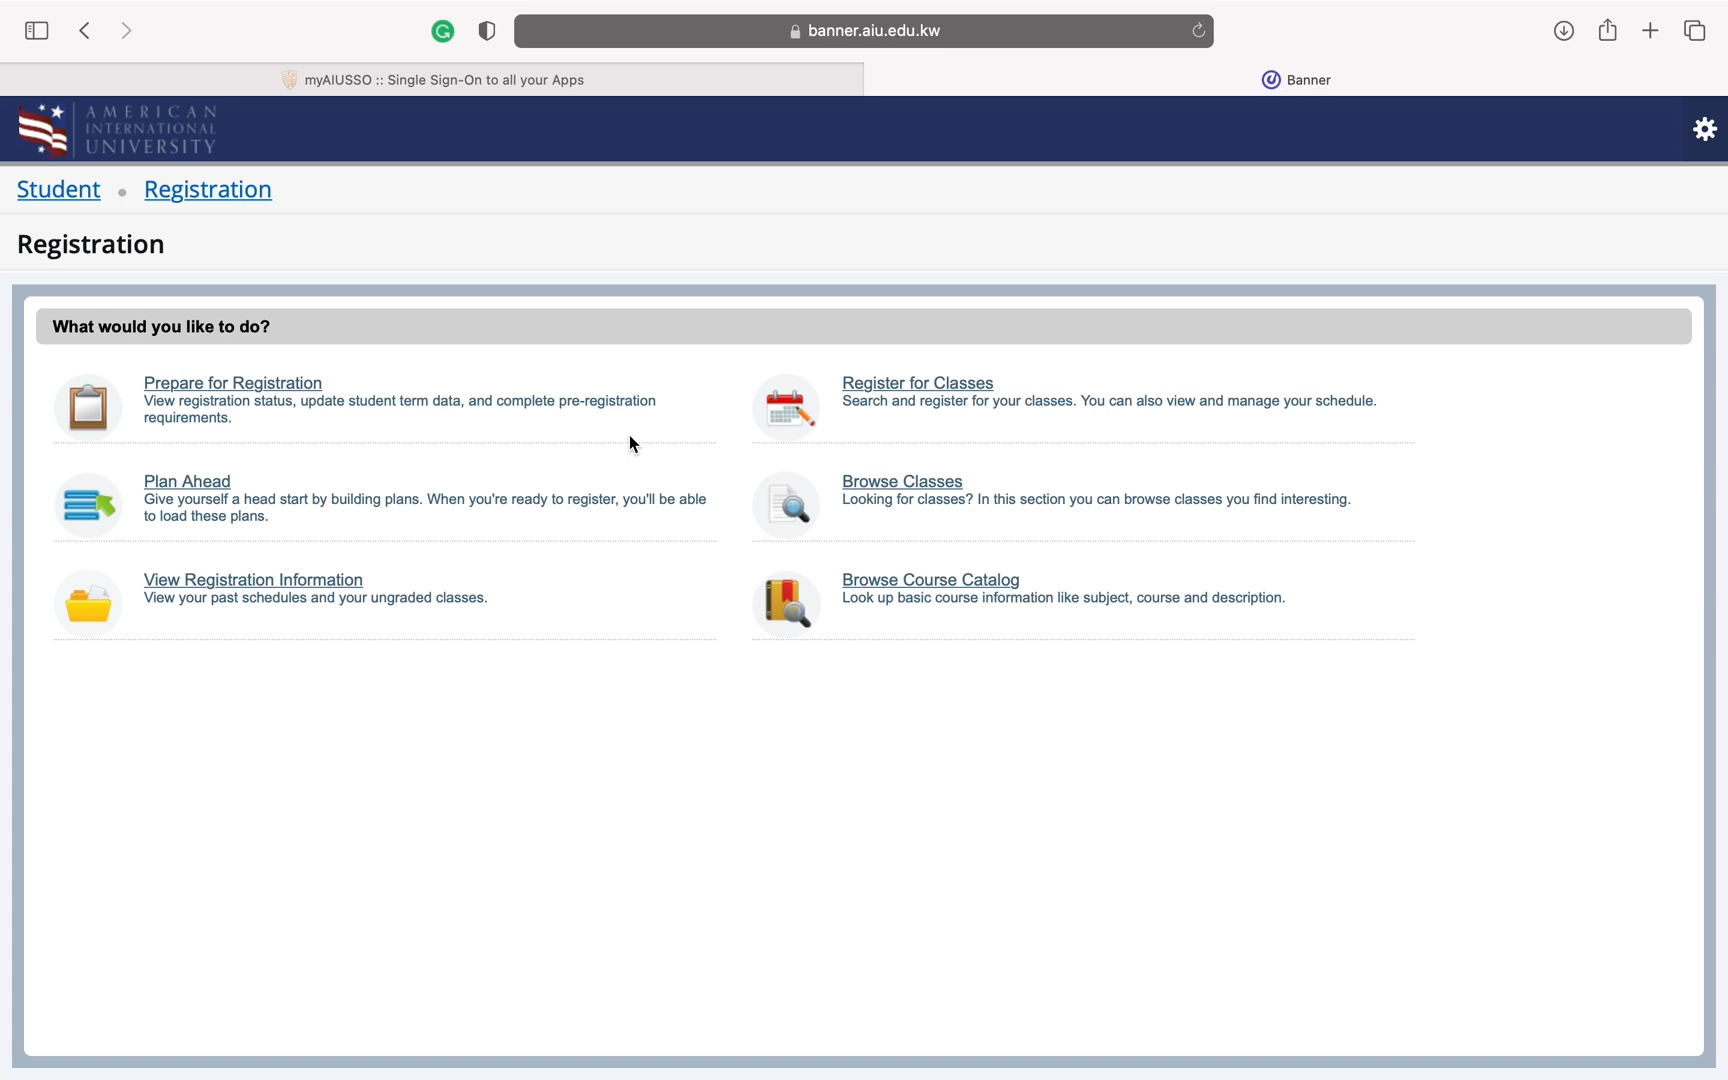 banner.aiu.edu.kw
myAIUSSO :: Single Sign-On to all your Apps
Banner
AMERICAN
INTERNATIONAL
UNIVERSITY
Student • Registration
Registration
What would you like to do?
Prepare for Registration
View registration status, update student term data, and complete pre-registration
requirements.
Register for Classes
Search and register for your classes. You can also view and manage your schedule.
Plan Ahead
Give yourself a head start by building plans. When you're ready to register, you'll be able
to load these plans.
Browse Classes
Looking for classes? In this section you can browse classes you find interesting.
View Registration Information
View your past schedules and your ungraded classes.
Browse Course Catalog
Look up basic course information like subject, course and description.